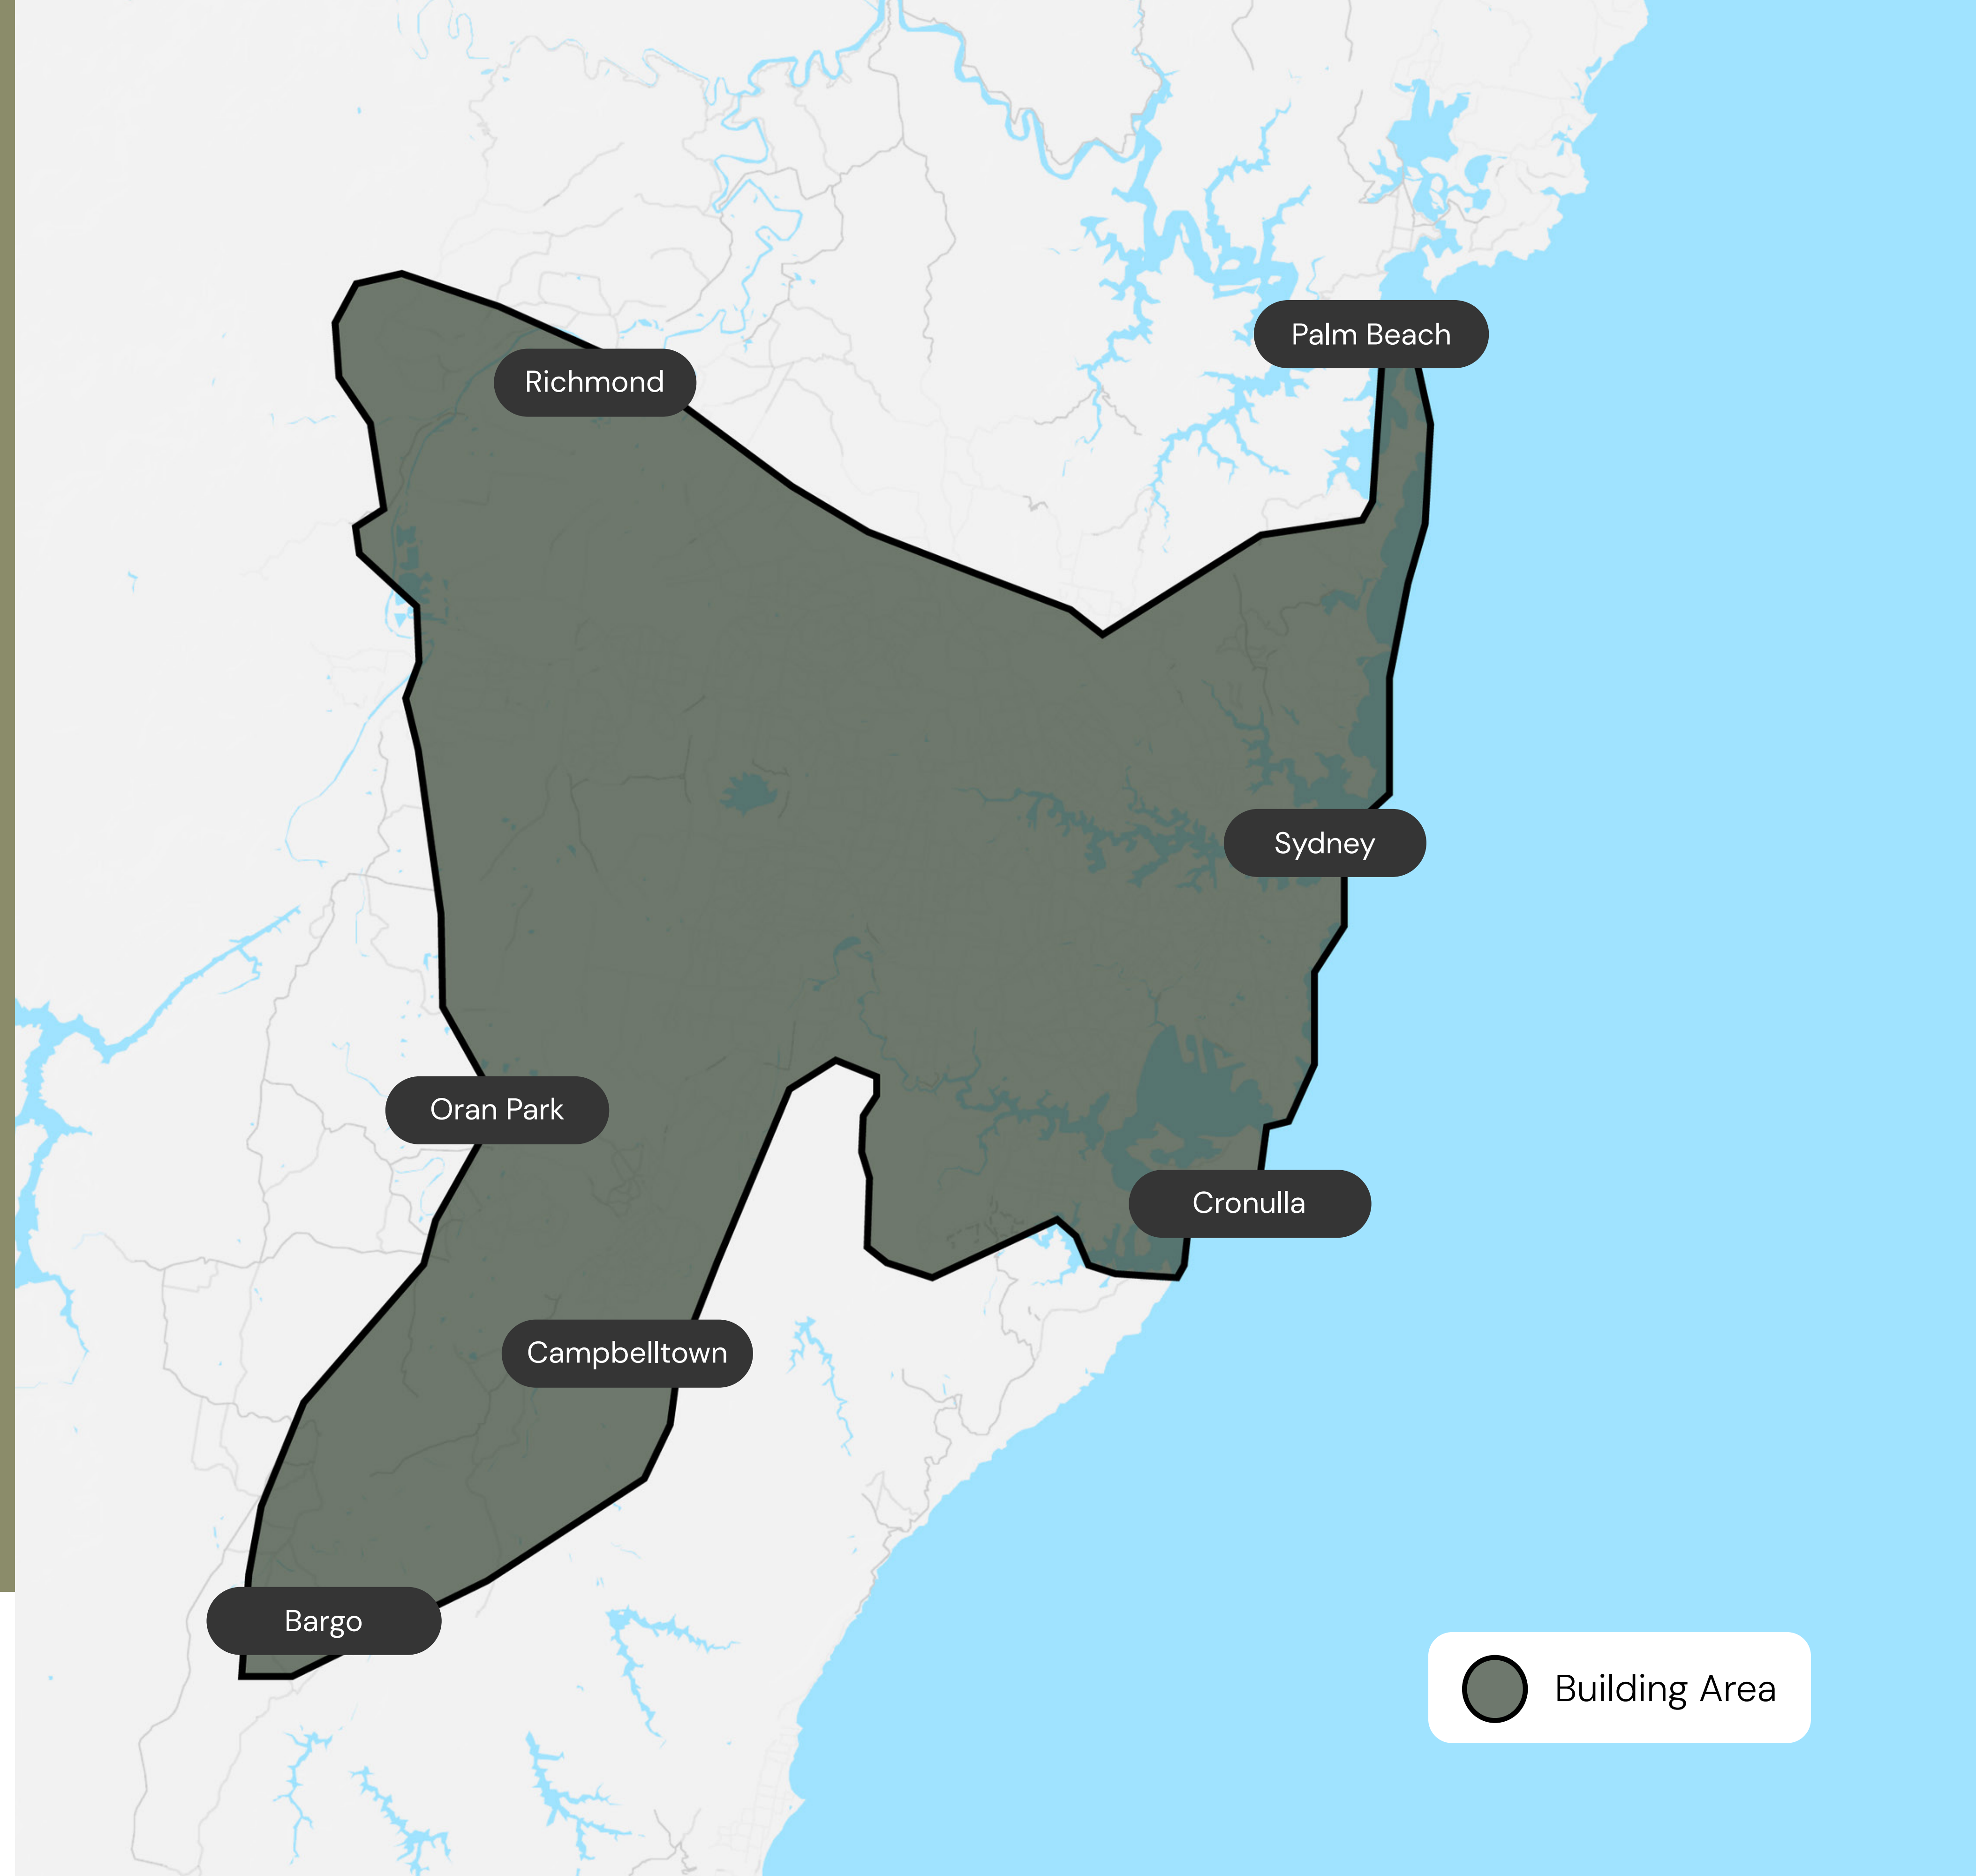 Palm Beach
Richmond
Sydney
Oran Park
Cronulla
Campbelltown
Bargo
Building Area